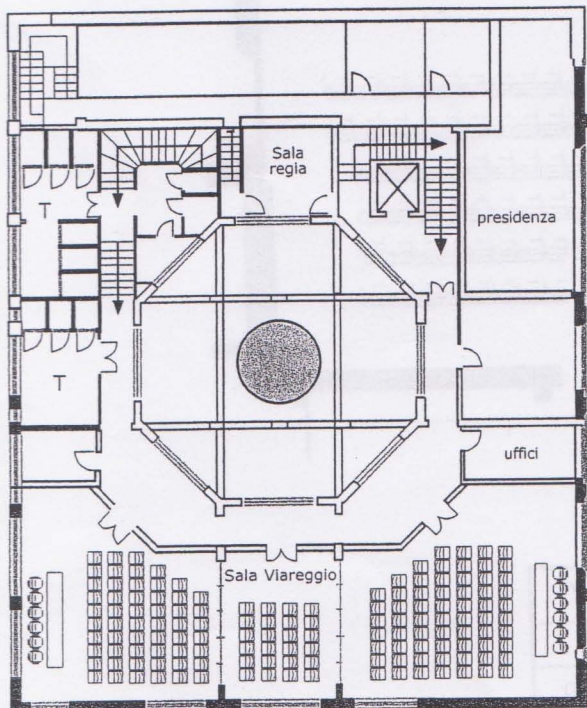 Sala
regia
presidenza
T
T
uffici
Sala Viareggio